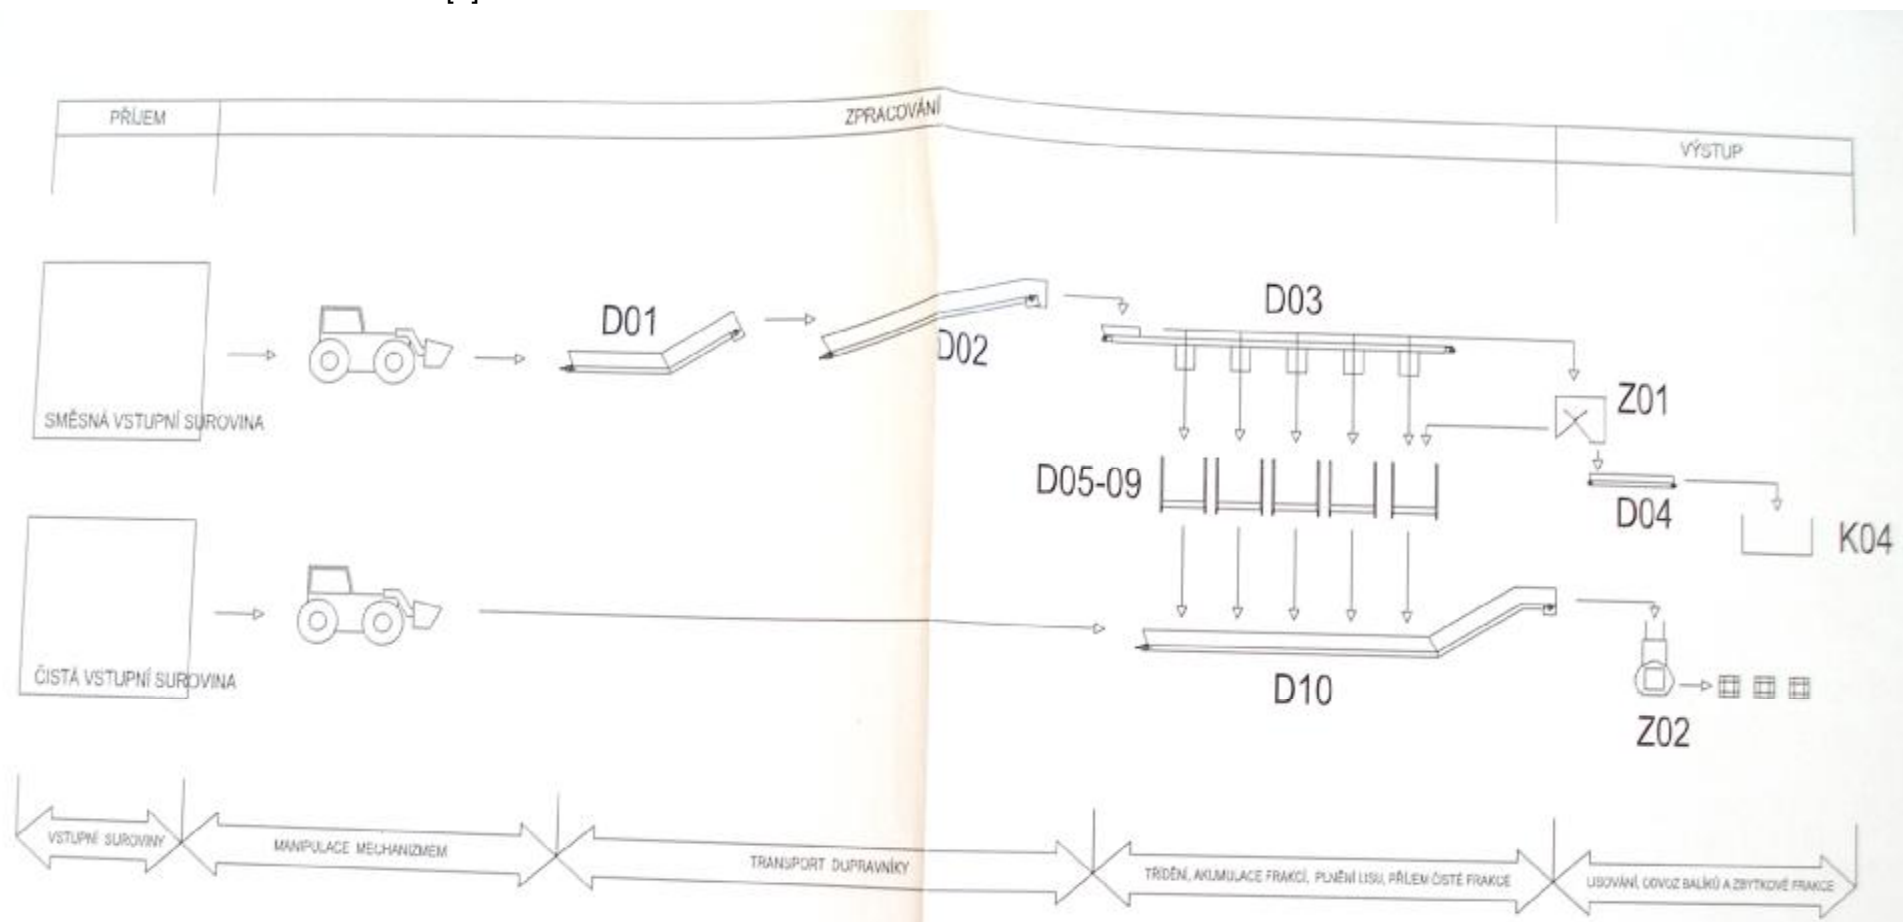 PŘÍJEM
ZPRACOVÁNÍ
VÝSTUP
D01
D02
D03
Z01
SMĚSNÁ VSTUPNÍ SUROVINA
D05-09
D04
K04
ČISTÁ VSTUPNÍ SUROVINA
D10
Z02
VSTUPNÍ SUROVINY
MANIPULACE MECHANIZMEM
TRANSPORT DOPRAVNÍKY
TŘÍDĚNÍ, AKUMULACE FRAKCÍ, PLNĚNÍ LISU, PŘÍJEM ČISTÉ FRAKCE
LISOVÁNÍ, ODVOZ BALÍKŮ A ZBYTKOVÉ FRAKCE